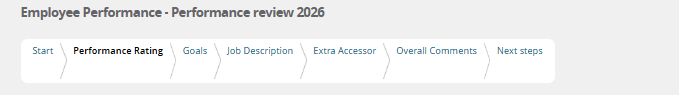 Employee Performance - Performance review 2026
Start Performance Rating Goals Job Description Extra Accessor Overall Comments Next steps